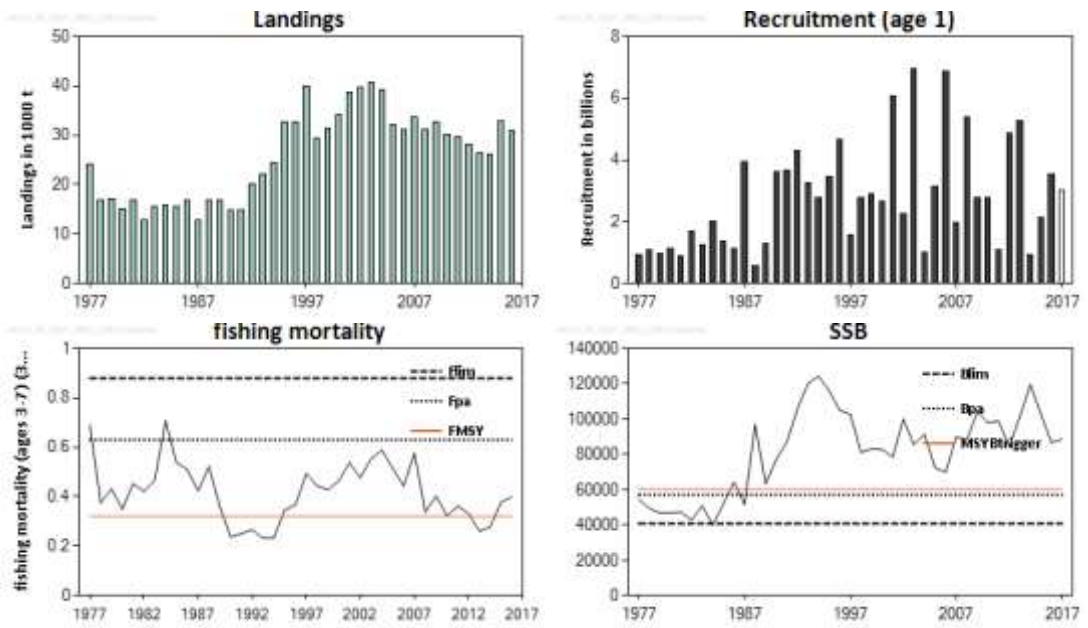 Landings
Landings in 1000 t
50
40
30
20
10
0
1977 1987 1997 2007 2017
Recruitment (age 1)
Recruitment in billions
8
6
4
2
0
1977 1987 1997 2007 2017
fishing mortality
fishing mortality (ages 3-7) (3...
1
0.8
0.6
0.4
0.2
0
Flim
Fpa
FMSY
1977 1982 1987 1992 1997 2002 2007 2012 2017
SSB
140000
120000
100000
80000
60000
40000
20000
0
Blim
Bpa
MSYBtrigger
1977 1987 1997 2007 2017